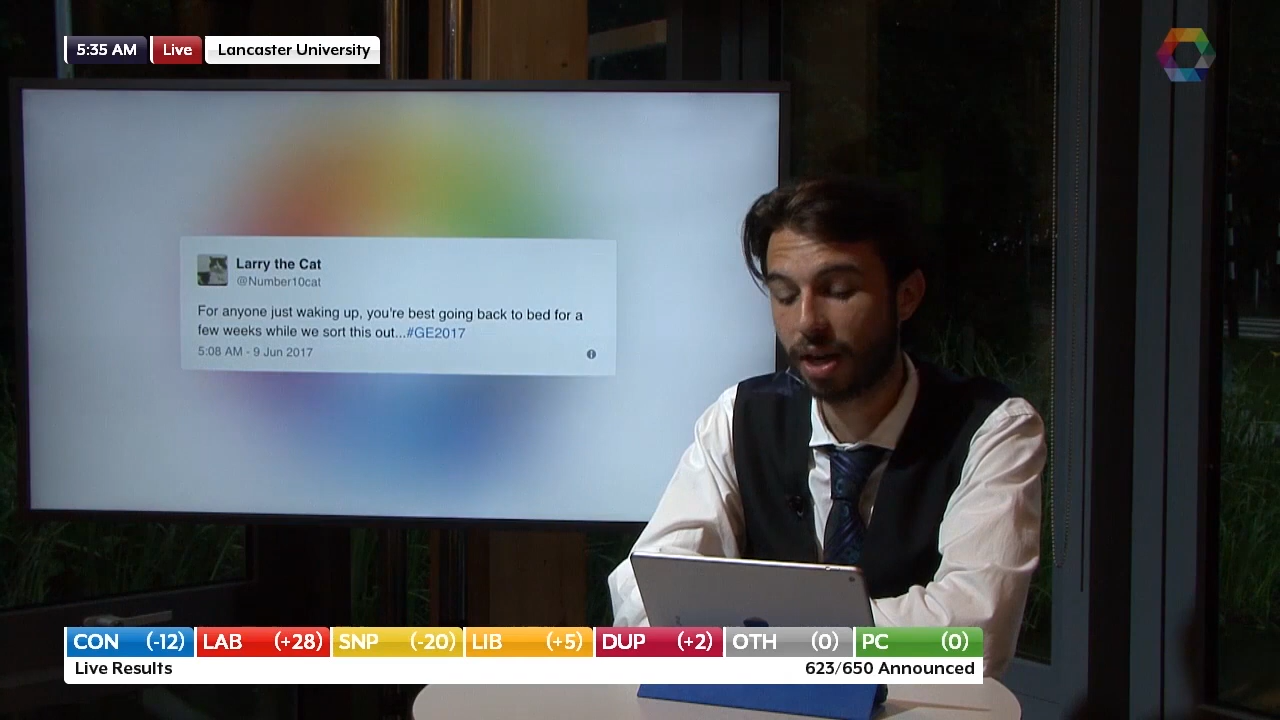 5:35 AM Live Lancaster University
Larry the Cat
@Number10cat
For anyone just waking up, you're best going back to bed for a
few weeks while we sort this out...#GE2017
5:08 AM - 9 Jun 2017
CON (-12) LAB (+28) SNP (-20) LIB (+5) DUP (+2) OTH (0) PC (0)
Live Results 623/650 Announced